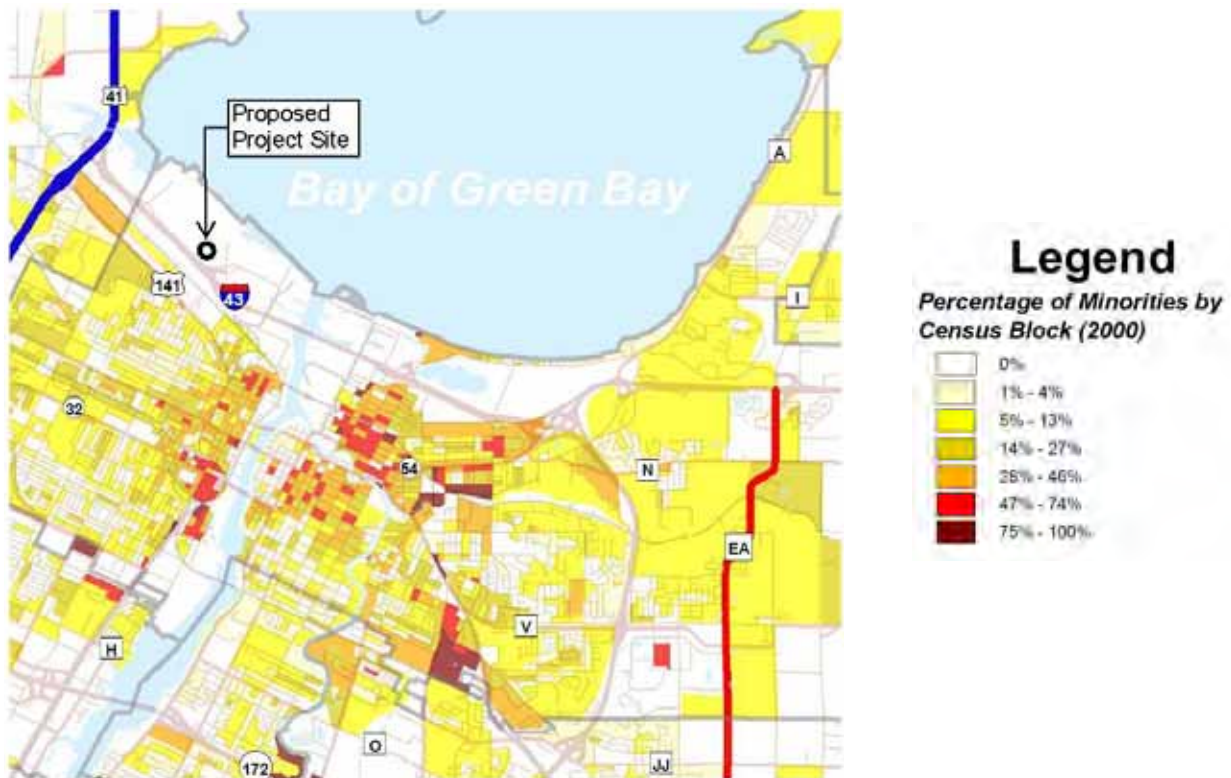 41
Proposed
Project Site
Bay of Green Bay
A
141
43
I
32
54
N
EA
V
H
O
172
JJ
Legend
Percentage of Minorities by
Census Block (2000)
0%
1% - 4%
5% - 13%
14% - 27%
28% - 46%
47% - 74%
75% - 100%